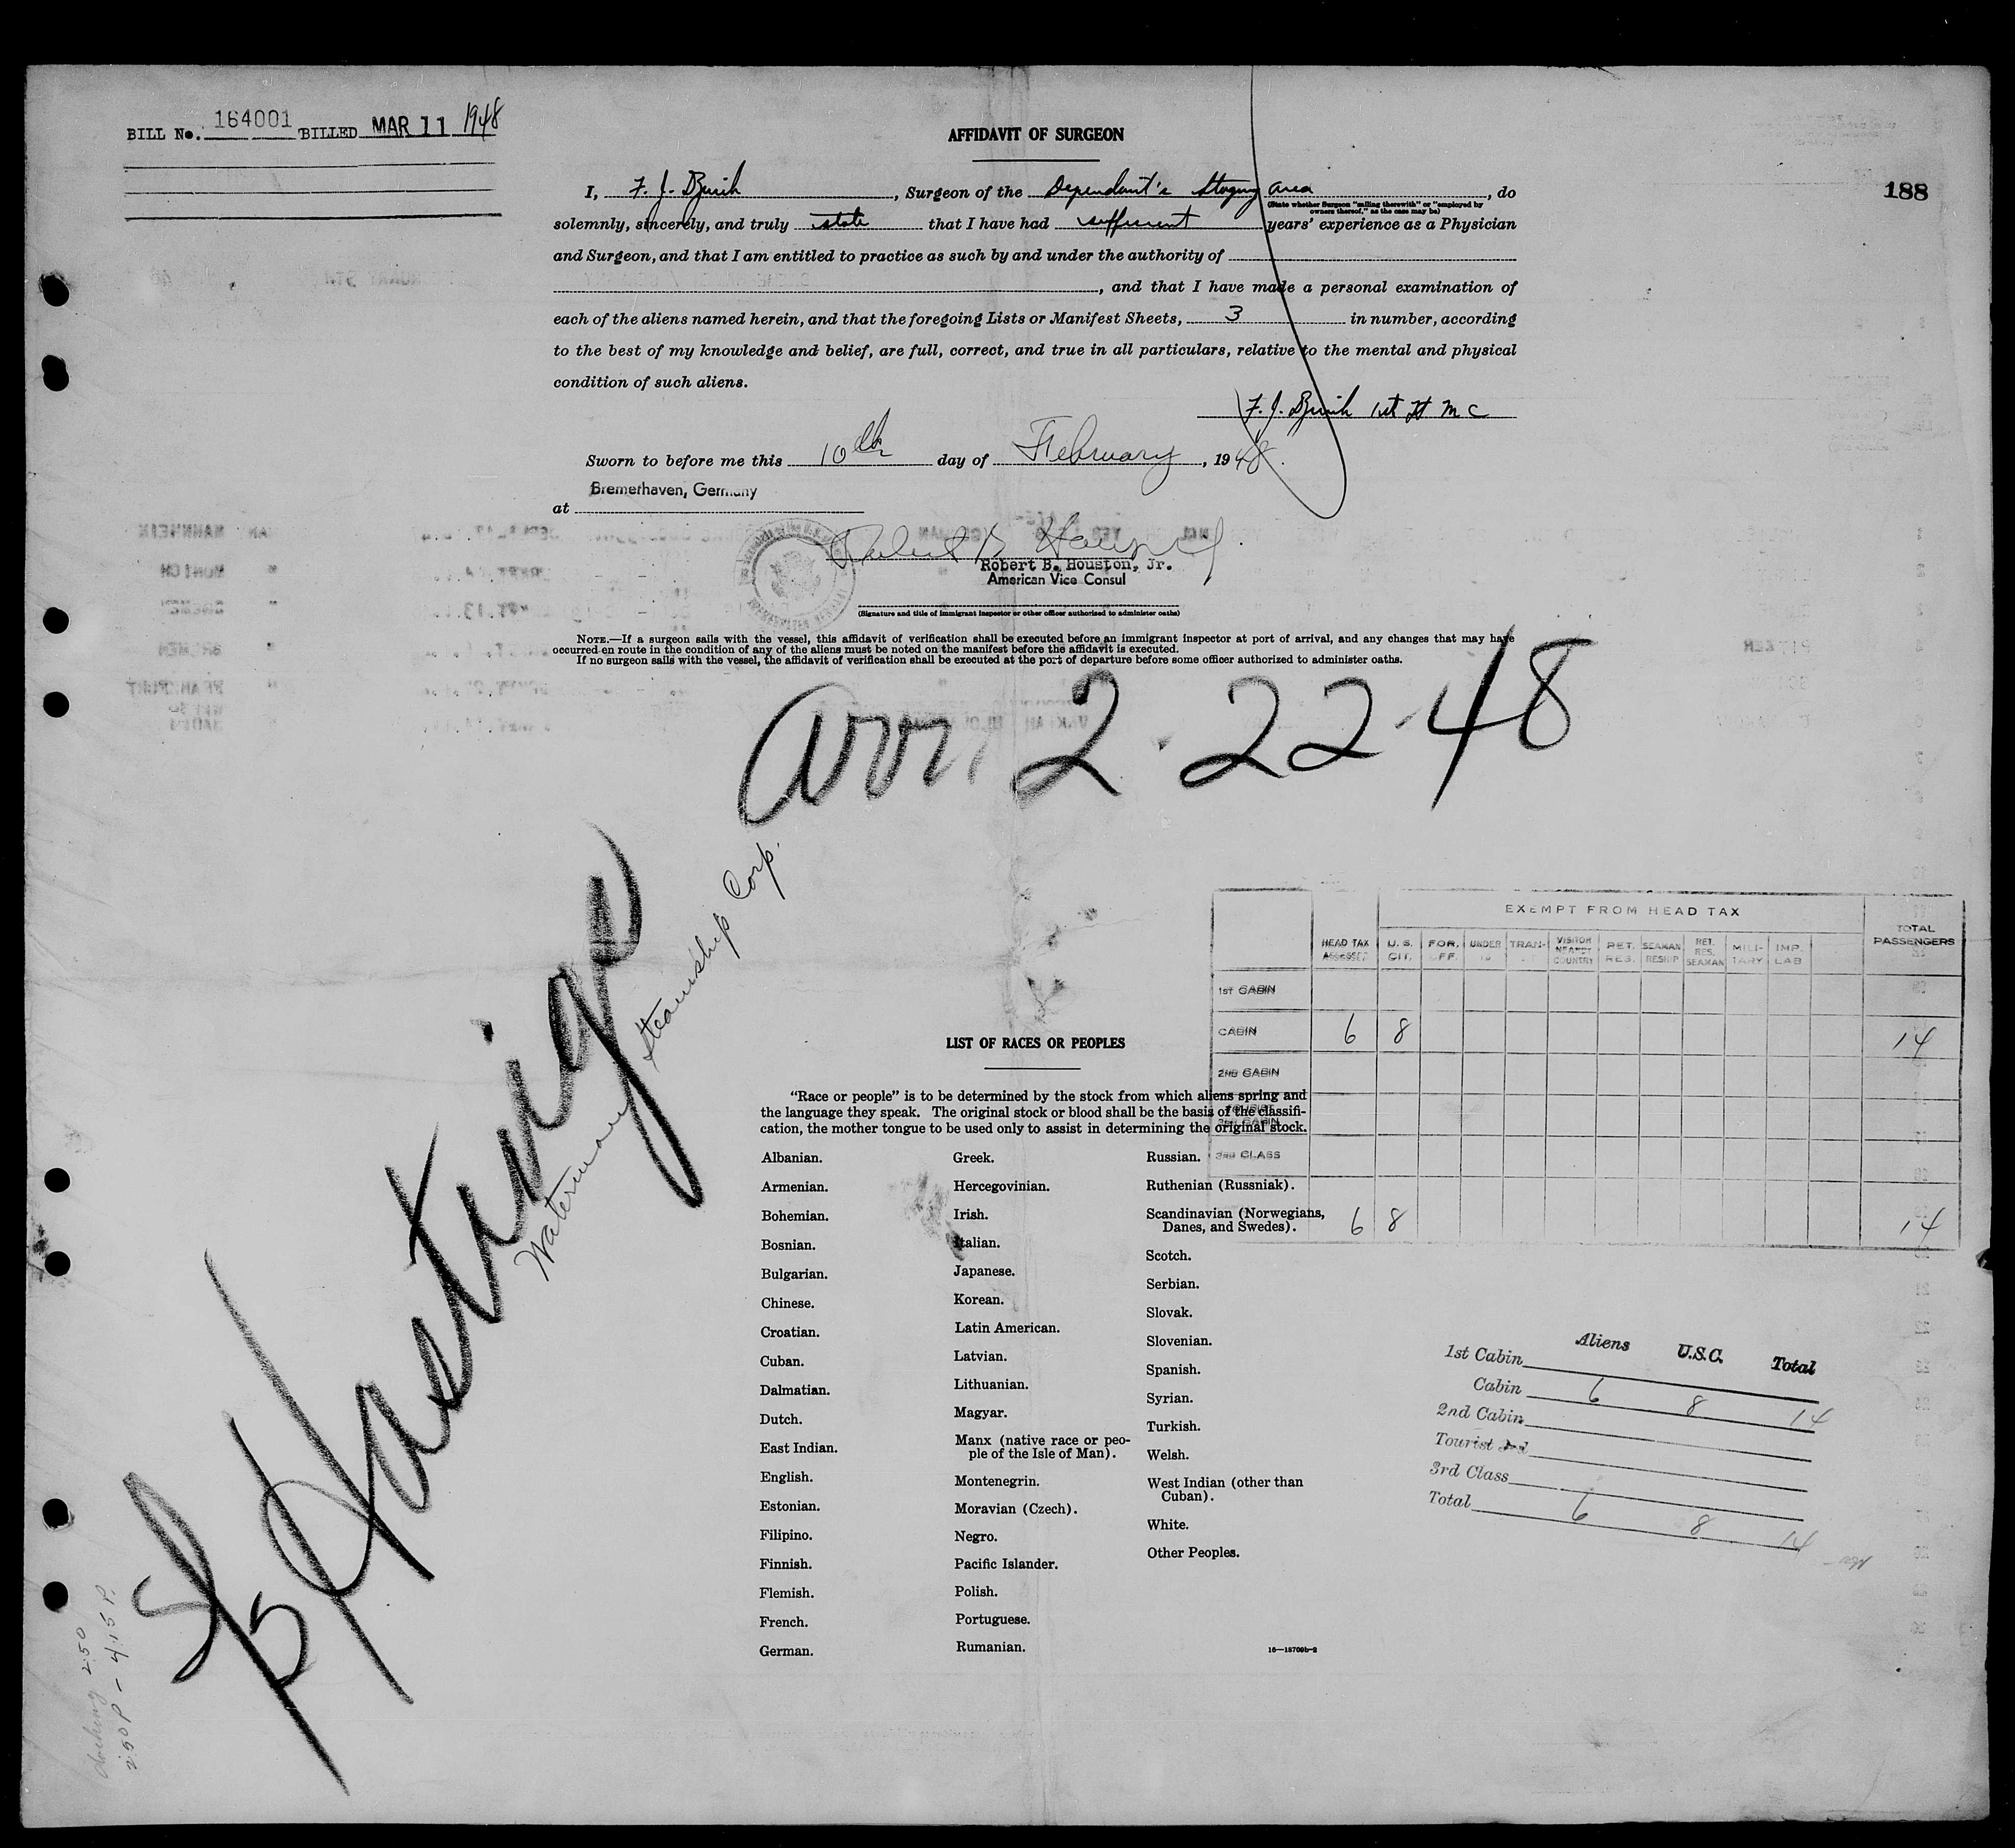 BILL No. 164001 BILLED MAR 11 1948
AFFIDAVIT OF SURGEON
188
I, F. J., Surgeon of the Dependant's Staging area, do
(State whether Surgeon "sailing therewith" or "employed by
owners thereof," as the case may be)
solemnly, sincerely, and truly state that I have had sufficient years' experience as a Physician
and Surgeon, and that I am entitled to practice as such by and under the authority of
, and that I have made a personal examination of
each of the aliens named herein, and that the foregoing Lists or Manifest Sheets, 3 in number, according
to the best of my knowledge and belief, are full, correct, and true in all particulars, relative to the mental and physical
condition of such aliens.
F. J. 1st Lt M C
Sworn to before me this 10th day of February, 1948.
Bremerhaven, Germany
at
Robert B. Houston, Jr.
American Vice Consul
(Signature and title of immigrant inspector or other officer authorized to administer oaths)
NOTE.—If a surgeon sails with the vessel, this affidavit of verification shall be executed before an immigrant inspector at port of arrival, and any changes that may have
occurred en route in the condition of any of the aliens must be noted on the manifest before the affidavit is executed.
If no surgeon sails with the vessel, the affidavit of verification shall be executed at the port of departure before some officer authorized to administer oaths.
arr. 2-22-48
SS Hastings
Waterman Steamship Corp.
docking 2:50
2:50 P - 4:15 P.
EXEMPT FROM HEAD TAX
HEAD TAX ASSESSED U. S. CIT. FOR. OFF. UNDER 16 TRAN- VISITOR NEARBY COUNTRY RET. RES. SEAMAN RESHIP RET. RES. SEAMAN MILI-TARY IMP. LAB TOTAL PASSENGERS
1ST CABIN
CABIN 6 8 14
2ND CABIN
TOURIST
3RD CABIN
3RD CLASS
6 8 14
LIST OF RACES OR PEOPLES
"Race or people" is to be determined by the stock from which aliens spring and
the language they speak. The original stock or blood shall be the basis of the classifi-
cation, the mother tongue to be used only to assist in determining the original stock.
Albanian.
Armenian.
Bohemian.
Bosnian.
Bulgarian.
Chinese.
Croatian.
Cuban.
Dalmatian.
Dutch.
East Indian.
English.
Estonian.
Filipino.
Finnish.
Flemish.
French.
German.
Greek.
Hercegovinian.
Irish.
Italian.
Japanese.
Korean.
Latin American.
Latvian.
Lithuanian.
Magyar.
Manx (native race or peo-
ple of the Isle of Man).
Montenegrin.
Moravian (Czech).
Negro.
Pacific Islander.
Polish.
Portuguese.
Rumanian.
Russian.
Ruthenian (Russniak).
Scandinavian (Norwegians,
Danes, and Swedes).
Scotch.
Serbian.
Slovak.
Slovenian.
Spanish.
Syrian.
Turkish.
Welsh.
West Indian (other than
Cuban).
White.
Other Peoples.
16—18709b-2
Aliens U.S.C. Total
1st Cabin
Cabin 6 8 14
2nd Cabin
Tourist 3rd
3rd Class
Total 6 8 14